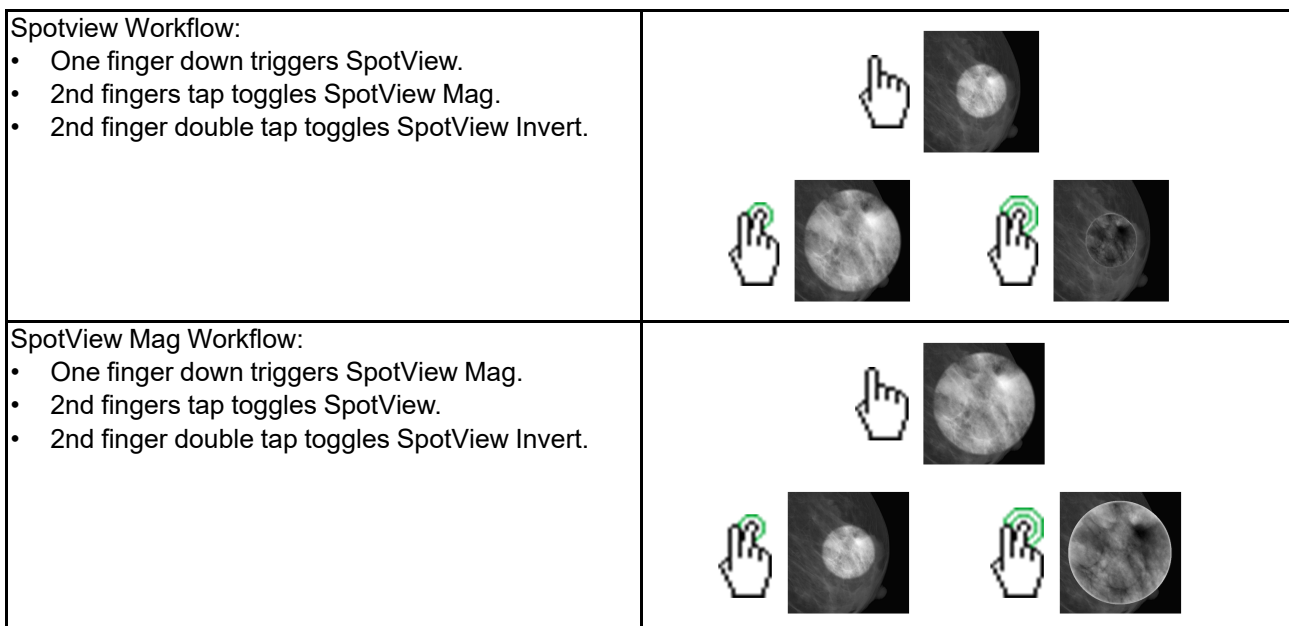 Spotview Workflow:
• One finger down triggers SpotView.
• 2nd fingers tap toggles SpotView Mag.
• 2nd finger double tap toggles SpotView Invert.
SpotView Mag Workflow:
• One finger down triggers SpotView Mag.
• 2nd fingers tap toggles SpotView.
• 2nd finger double tap toggles SpotView Invert.